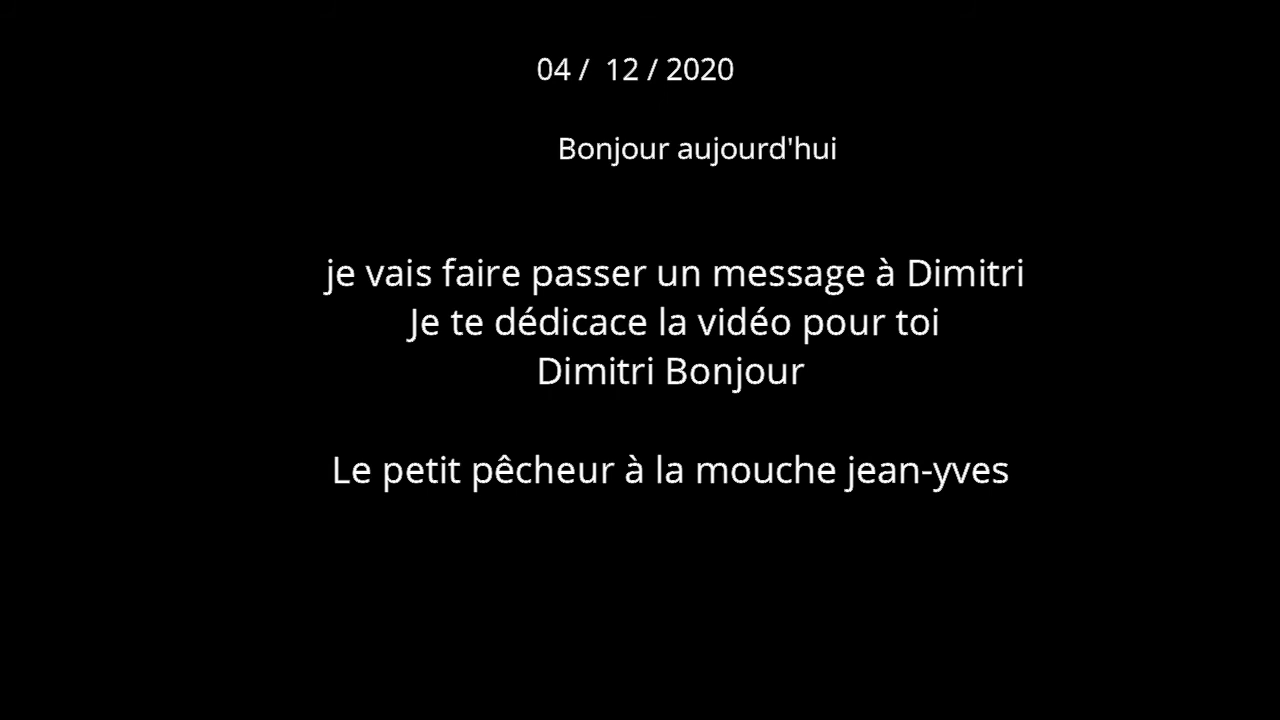 04 /  12 / 2020
Bonjour aujourd'hui
je vais faire passer un message à Dimitri
Je te dédicace la vidéo pour toi
Dimitri Bonjour
Le petit pêcheur à la mouche jean-yves